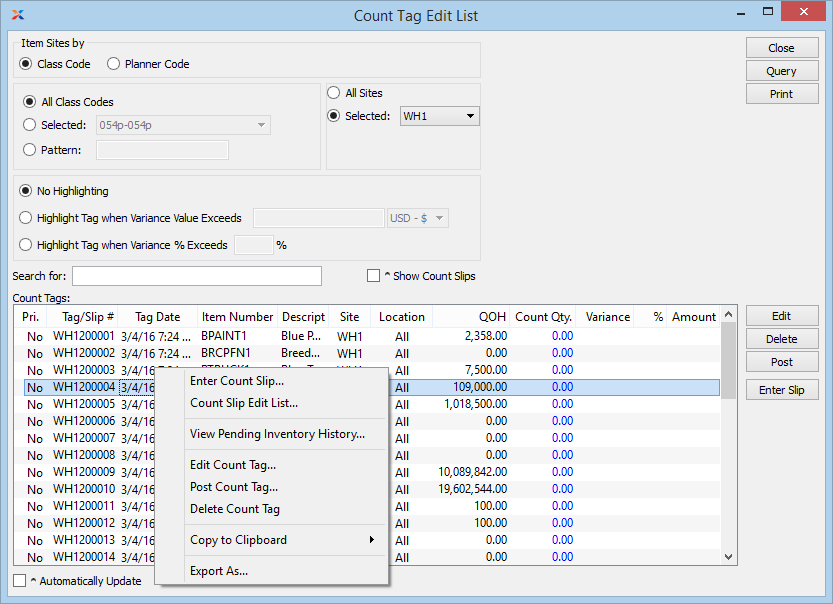 Count Tag Edit List
Item Sites by
Class Code Planner Code
Close
Query
Print
All Class Codes
Selected: 054p-054p
Pattern:
All Sites
Selected: WH1
No Highlighting
Highlight Tag when Variance Value Exceeds USD - $
Highlight Tag when Variance % Exceeds %
Search for: ^ Show Count Slips
Count Tags:
Pri. Tag/Slip # Tag Date Item Number Descript Site Location QOH Count Qty. Variance % Amount
No WH1200001 3/4/16 7:24 ... BPAINT1 Blue P... WH1 All 2,358.00 0.00
No WH1200002 3/4/16 7:24 ... BRCPFN1 Breed... WH1 All 0.00 0.00
No WH1200003 3/4/16 All 7,500.00 0.00
No WH1200004 3/4/16 All 109,000.00 0.00
No WH1200005 3/4/16 All 1,018,500.00 0.00
No WH1200006 3/4/16 All 0.00 0.00
No WH1200007 3/4/16 All 0.00 0.00
No WH1200008 3/4/16 All 0.00 0.00
No WH1200009 3/4/16 All 10,089,842.00 0.00
No WH1200010 3/4/16 All 19,602,544.00 0.00
No WH1200011 3/4/16 All 100.00 0.00
No WH1200012 3/4/16 All 100.00 0.00
No WH1200013 3/4/16 All 0.00 0.00
No WH1200014 3/4/16 All 0.00 0.00
Enter Count Slip...
Count Slip Edit List...
View Pending Inventory History...
Edit Count Tag...
Post Count Tag...
Delete Count Tag
Copy to Clipboard
Export As...
Edit
Delete
Post
Enter Slip
^ Automatically Update